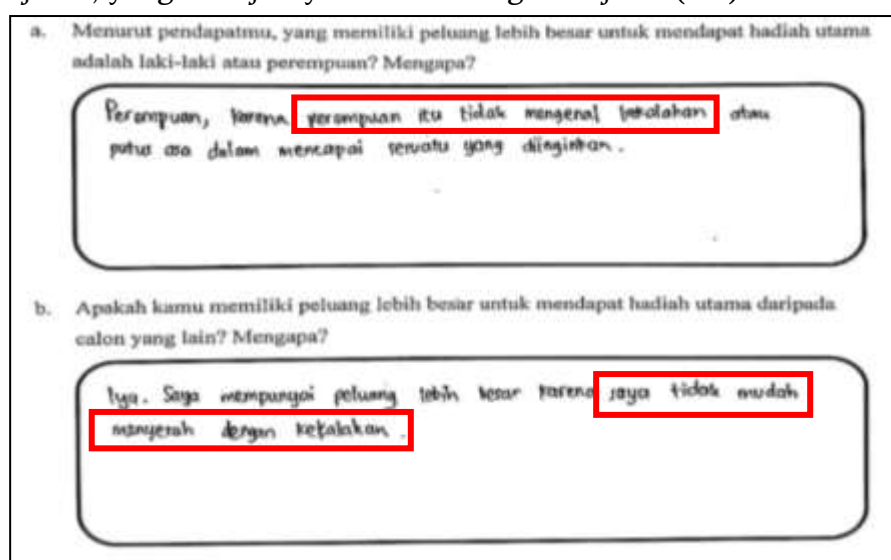 a. Menurut pendapatmu, yang memiliki peluang lebih besar untuk mendapat hadiah utama
adalah laki-laki atau perempuan? Mengapa?
Perempuan, karena perempuan itu tidak mengenal kekalahan atau
putus asa dalam mencapai sesuatu yang diinginkan.
b. Apakah kamu memiliki peluang lebih besar untuk mendapat hadiah utama daripada
calon yang lain? Mengapa?
Iya. Saya mempunyai peluang lebih besar karena saya tidak mudah
menyerah dengan kekalahan.